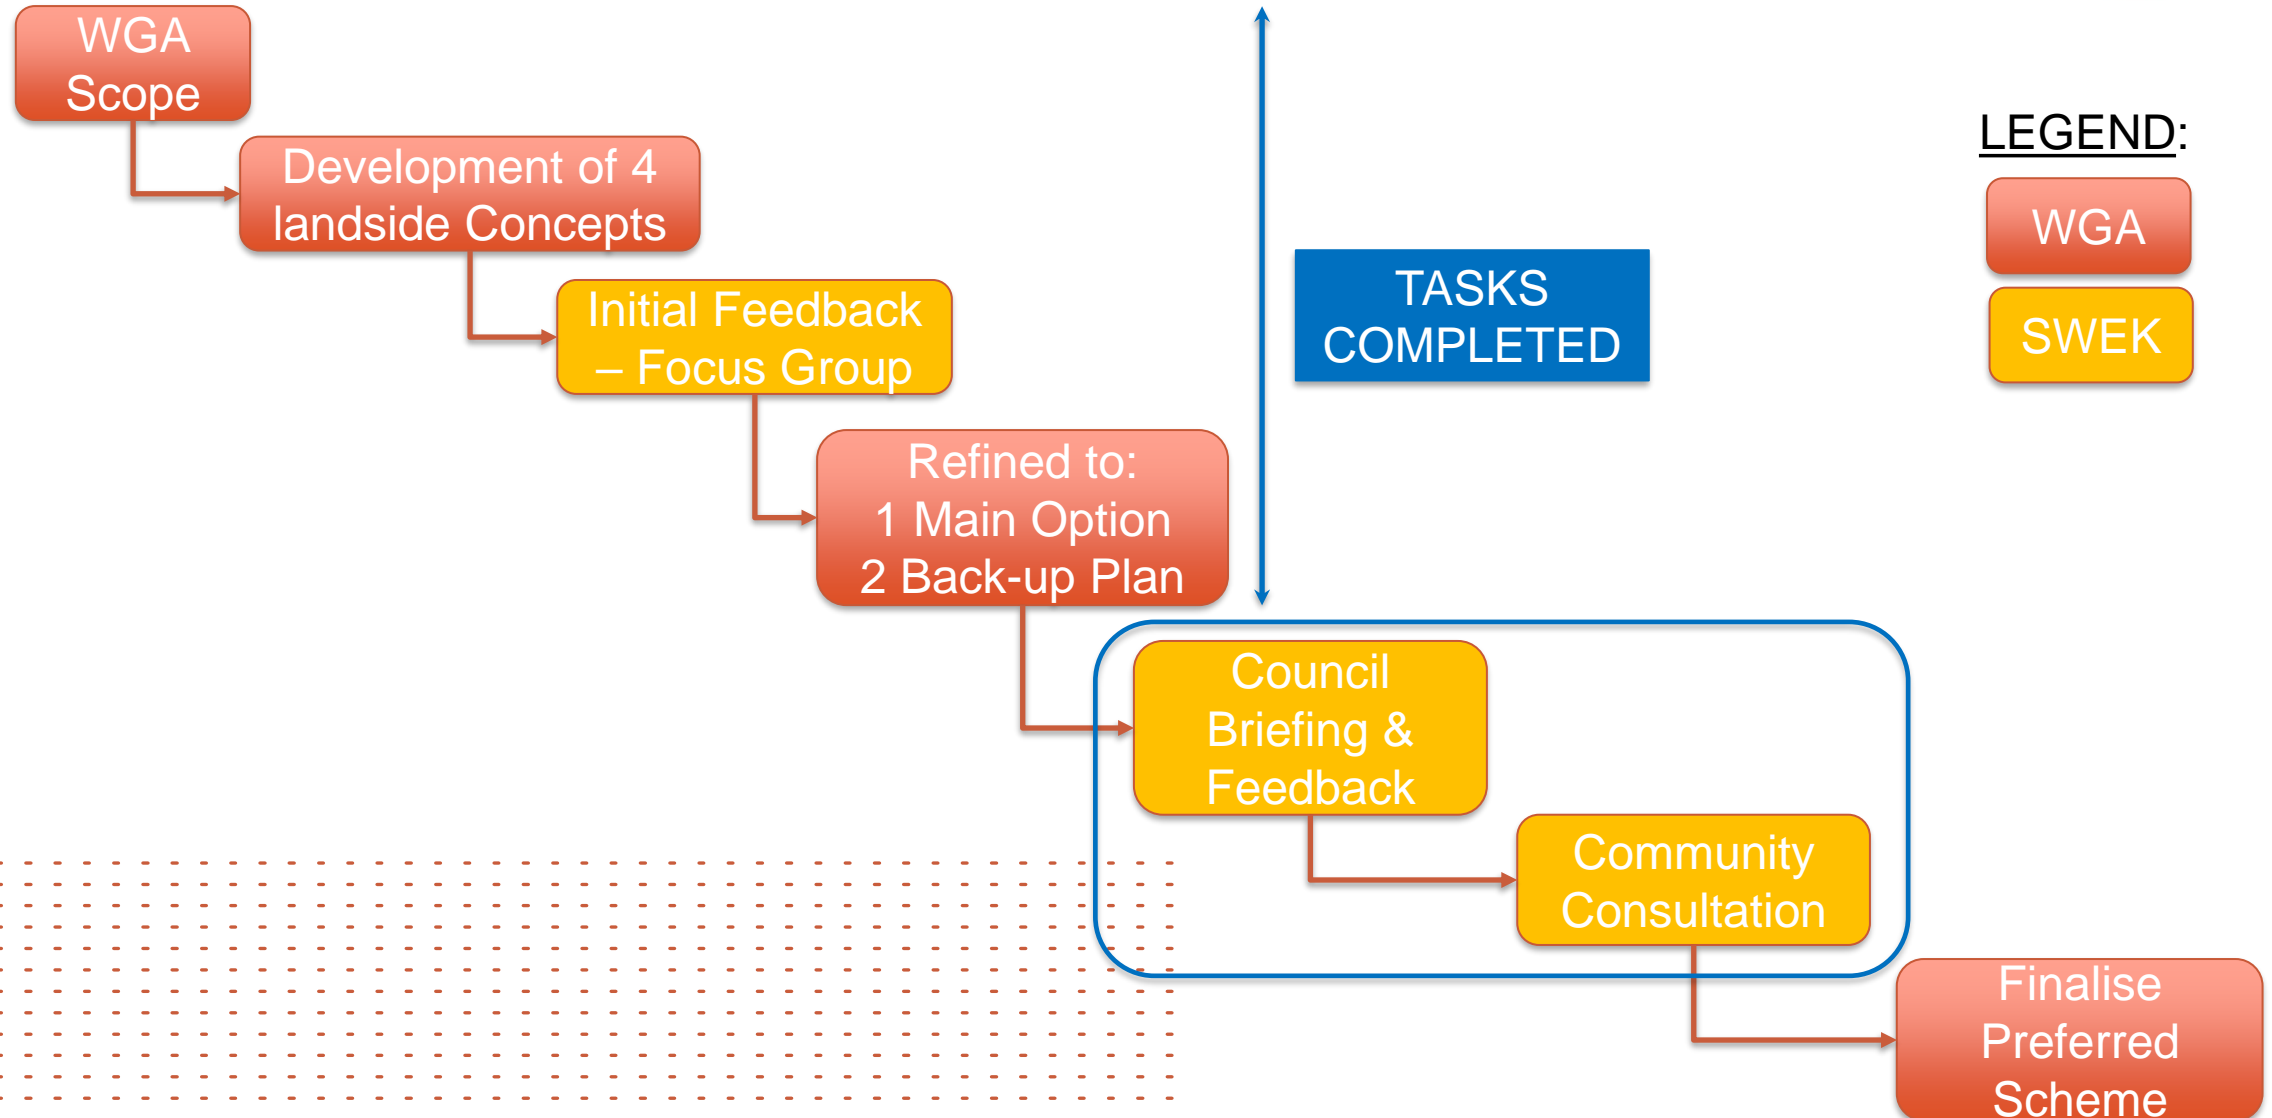 WGA
Scope
Development of 4
landside Concepts
Initial Feedback
– Focus Group
Refined to:
1 Main Option
2 Back-up Plan
Council
Briefing &
Feedback
Community
Consultation
Finalise
Preferred
Scheme
TASKS
COMPLETED
LEGEND:
WGA
SWEK